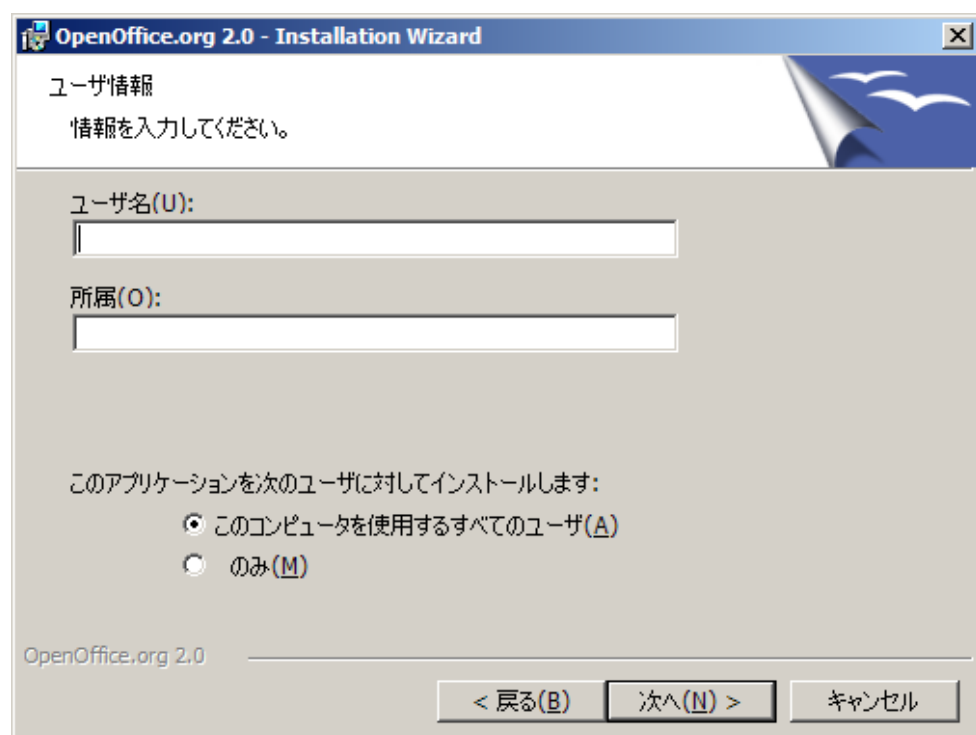 OpenOffice.org 2.0 - Installation Wizard
ユーザ情報
情報を入力してください。
ユーザ名(U):
所属(O):
このアプリケーションを次のユーザに対してインストールします:
このコンピュータを使用するすべてのユーザ(A)
のみ(M)
OpenOffice.org 2.0
< 戻る(B) 次へ(N) > キャンセル